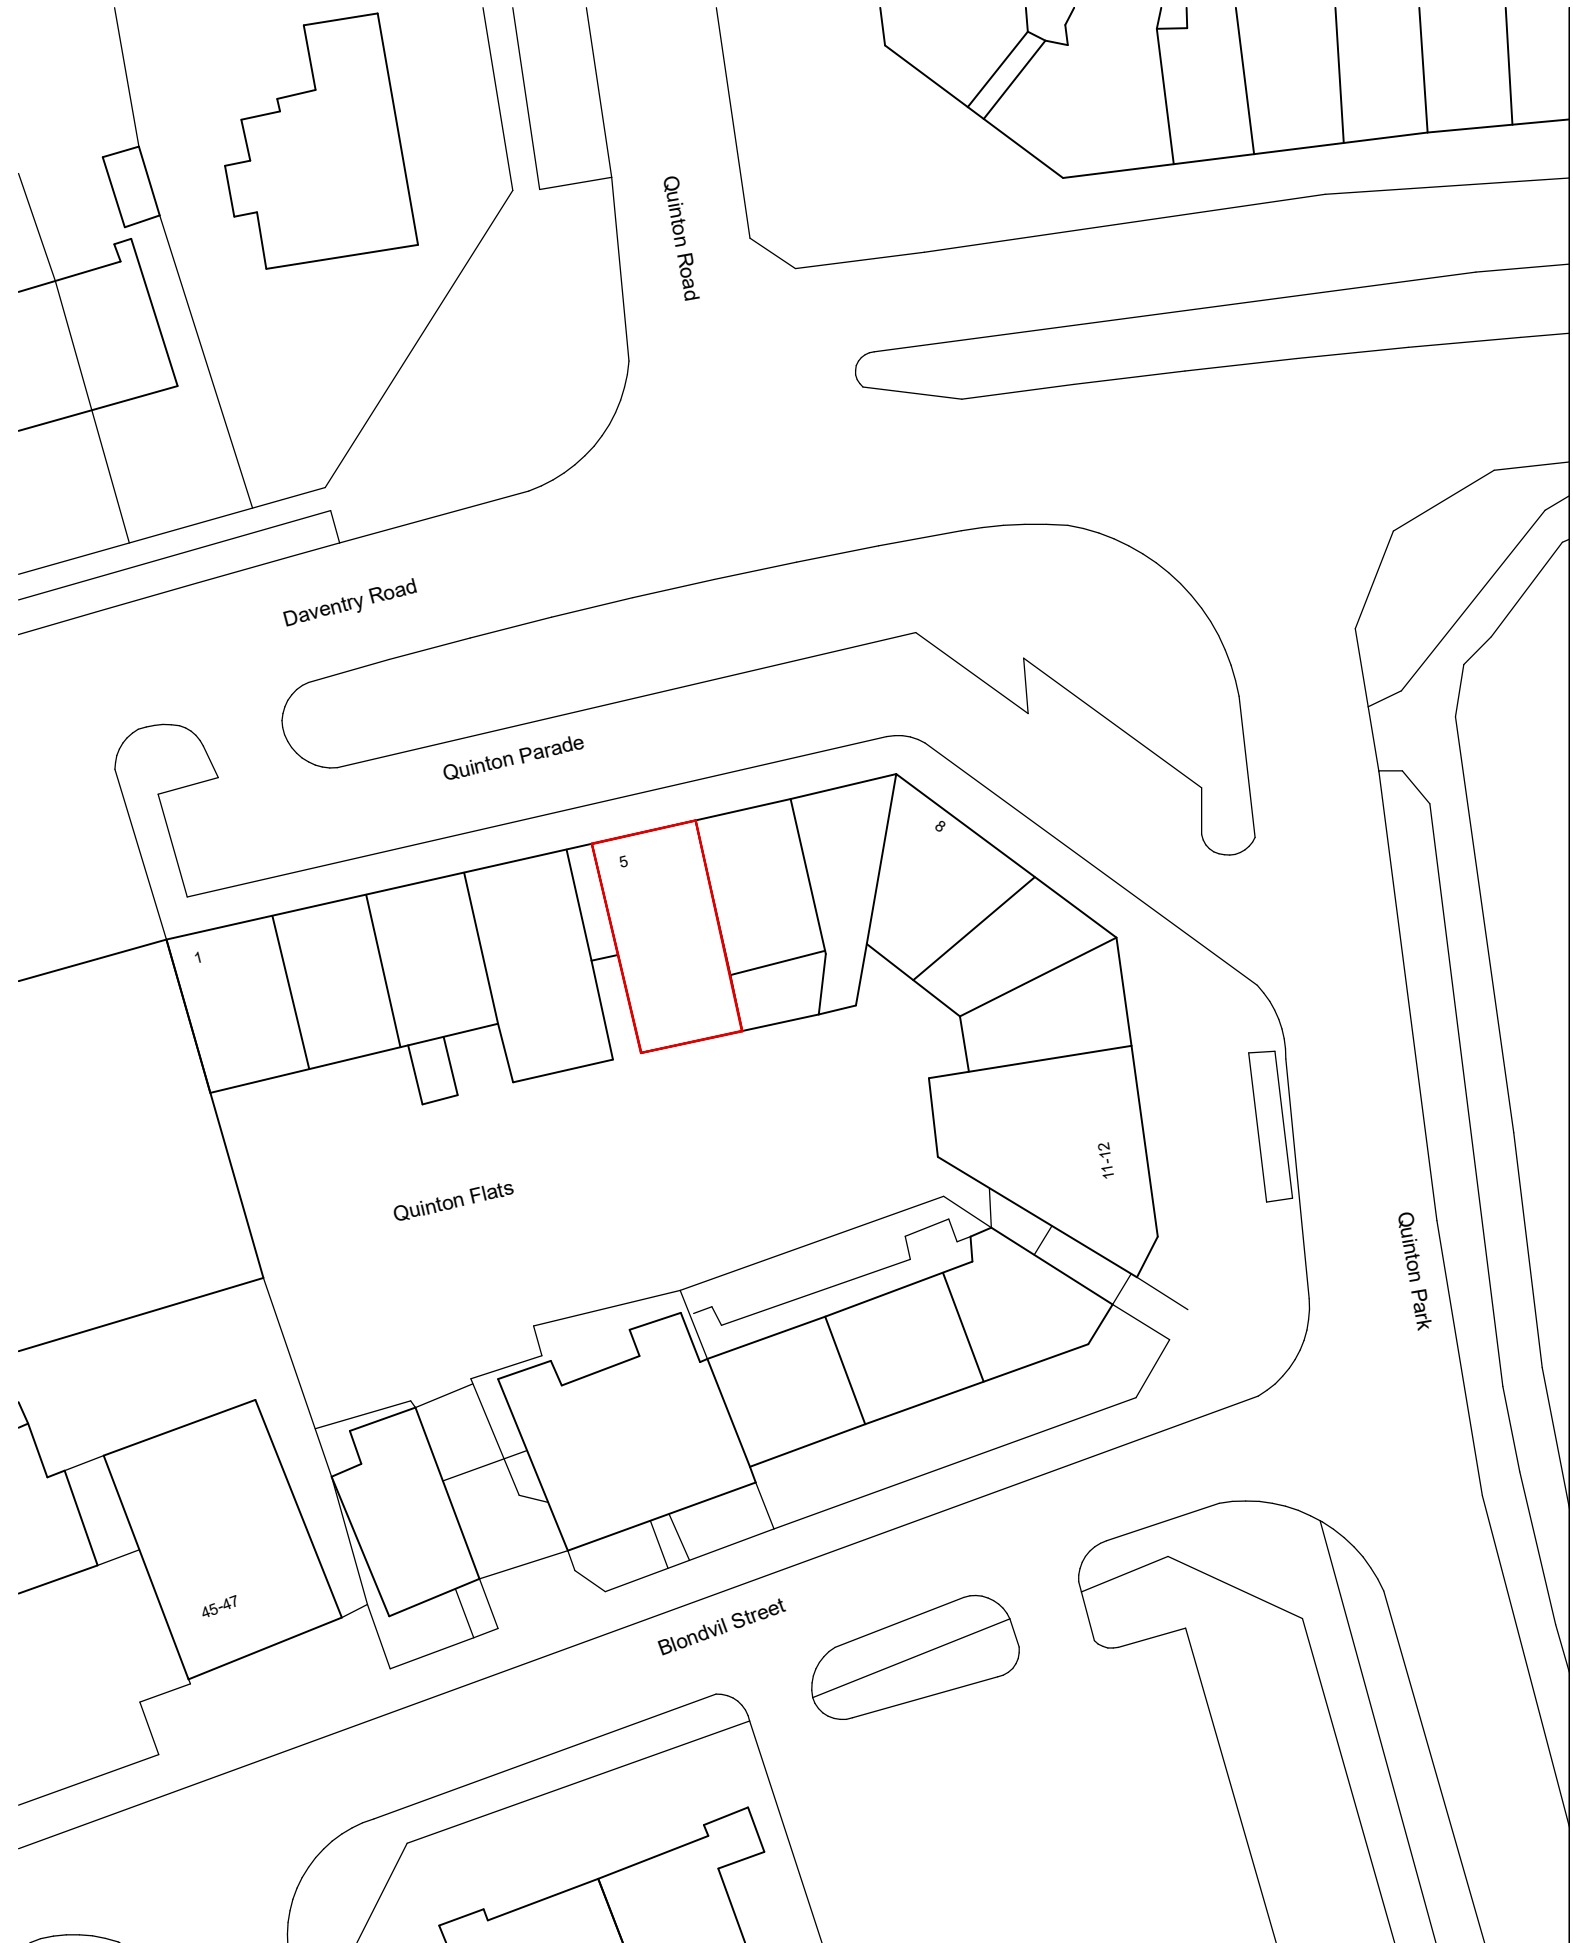 Quinton Road
Daventry Road
Quinton Parade
8
5
1
11-12
Quinton Flats
Quinton Park
45-47
Blondvil Street